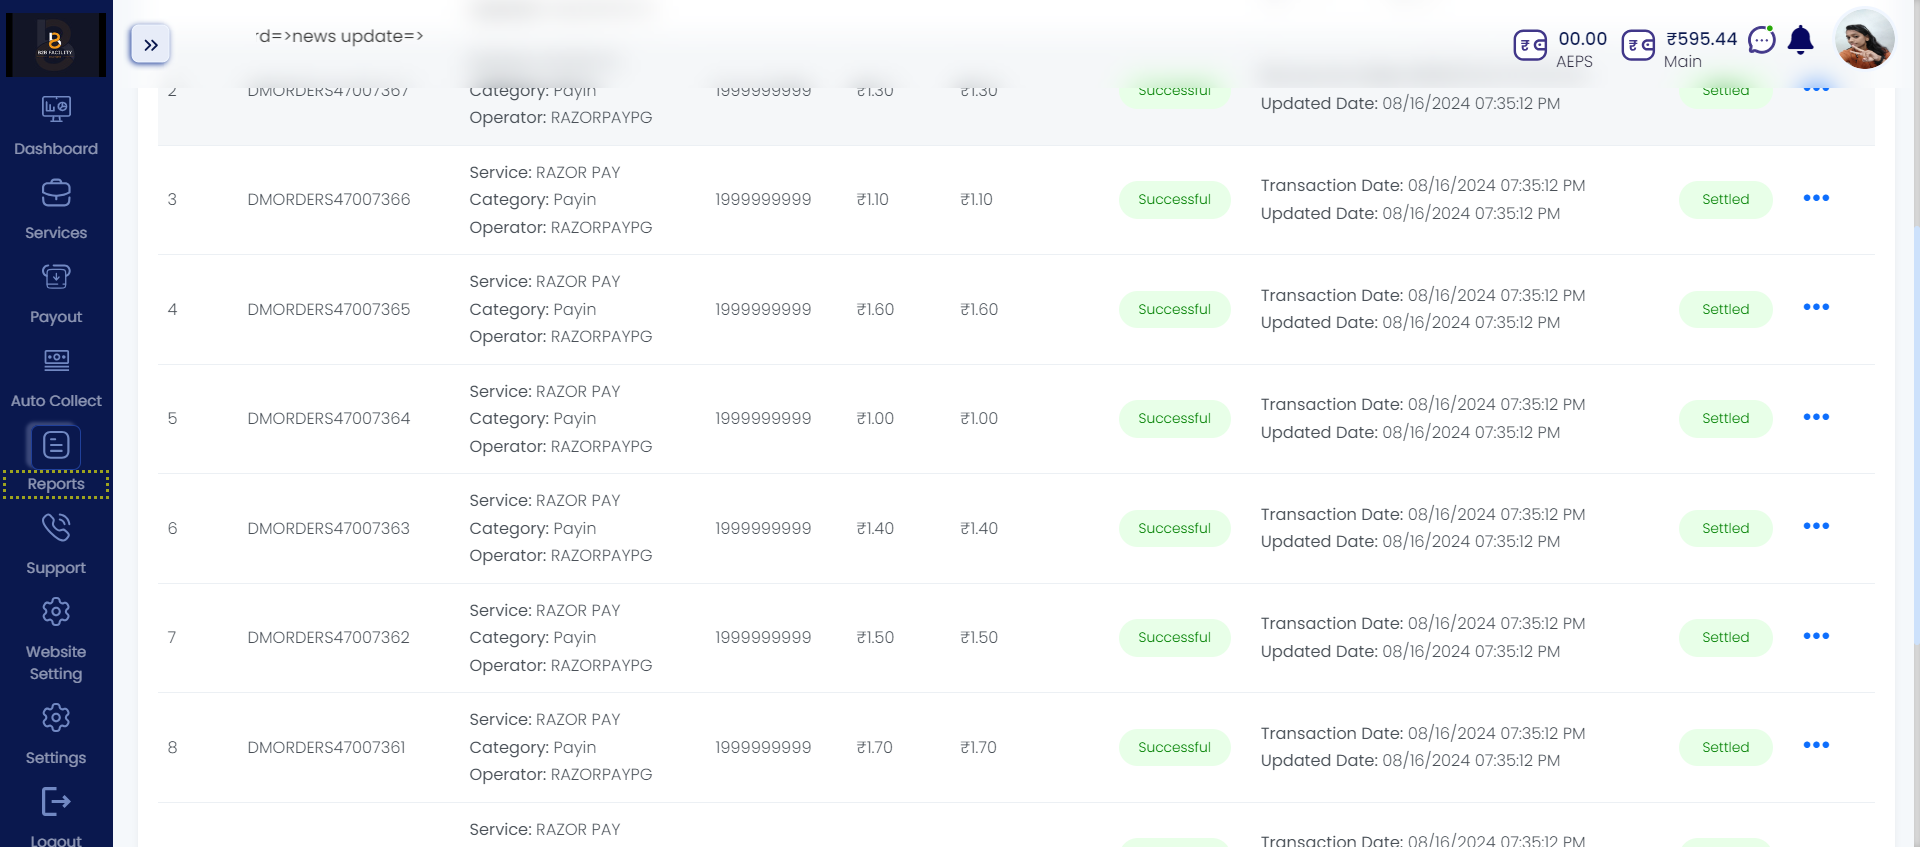 B2B FACILITY
rd=>news update=>
₹ 00.00
AEPS
₹ ₹595.44
Main
Dashboard
Services
Payout
Auto Collect
Reports
Support
Website
Setting
Settings
Logout
2 DMORDERS47007367 Category: Payin 1999999999 ₹1.30 ₹1.30 Successful Settled
Updated Date: 08/16/2024 07:35:12 PM
Operator: RAZORPAYPG
Service: RAZOR PAY
Transaction Date: 08/16/2024 07:35:12 PM
3 DMORDERS47007366 Category: Payin 1999999999 ₹1.10 ₹1.10 Successful Settled
Updated Date: 08/16/2024 07:35:12 PM
Operator: RAZORPAYPG
Service: RAZOR PAY
Transaction Date: 08/16/2024 07:35:12 PM
4 DMORDERS47007365 Category: Payin 1999999999 ₹1.60 ₹1.60 Successful Settled
Updated Date: 08/16/2024 07:35:12 PM
Operator: RAZORPAYPG
Service: RAZOR PAY
Transaction Date: 08/16/2024 07:35:12 PM
5 DMORDERS47007364 Category: Payin 1999999999 ₹1.00 ₹1.00 Successful Settled
Updated Date: 08/16/2024 07:35:12 PM
Operator: RAZORPAYPG
Service: RAZOR PAY
Transaction Date: 08/16/2024 07:35:12 PM
6 DMORDERS47007363 Category: Payin 1999999999 ₹1.40 ₹1.40 Successful Settled
Updated Date: 08/16/2024 07:35:12 PM
Operator: RAZORPAYPG
Service: RAZOR PAY
Transaction Date: 08/16/2024 07:35:12 PM
7 DMORDERS47007362 Category: Payin 1999999999 ₹1.50 ₹1.50 Successful Settled
Updated Date: 08/16/2024 07:35:12 PM
Operator: RAZORPAYPG
Service: RAZOR PAY
Transaction Date: 08/16/2024 07:35:12 PM
8 DMORDERS47007361 Category: Payin 1999999999 ₹1.70 ₹1.70 Successful Settled
Updated Date: 08/16/2024 07:35:12 PM
Operator: RAZORPAYPG
Service: RAZOR PAY
Transaction Date: 08/16/2024 07:35:12 PM